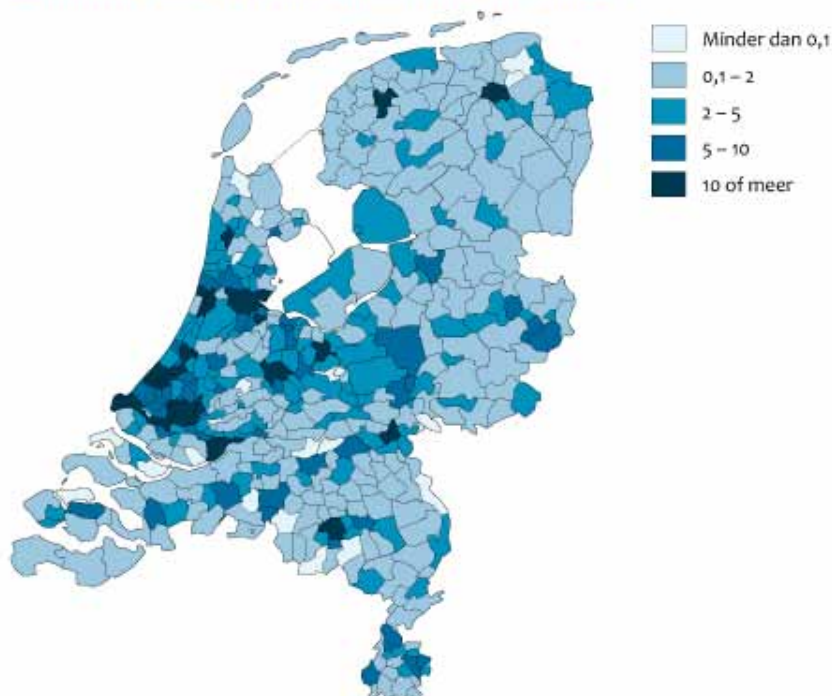 Minder dan 0,1
0,1 – 2
2 – 5
5 – 10
10 of meer